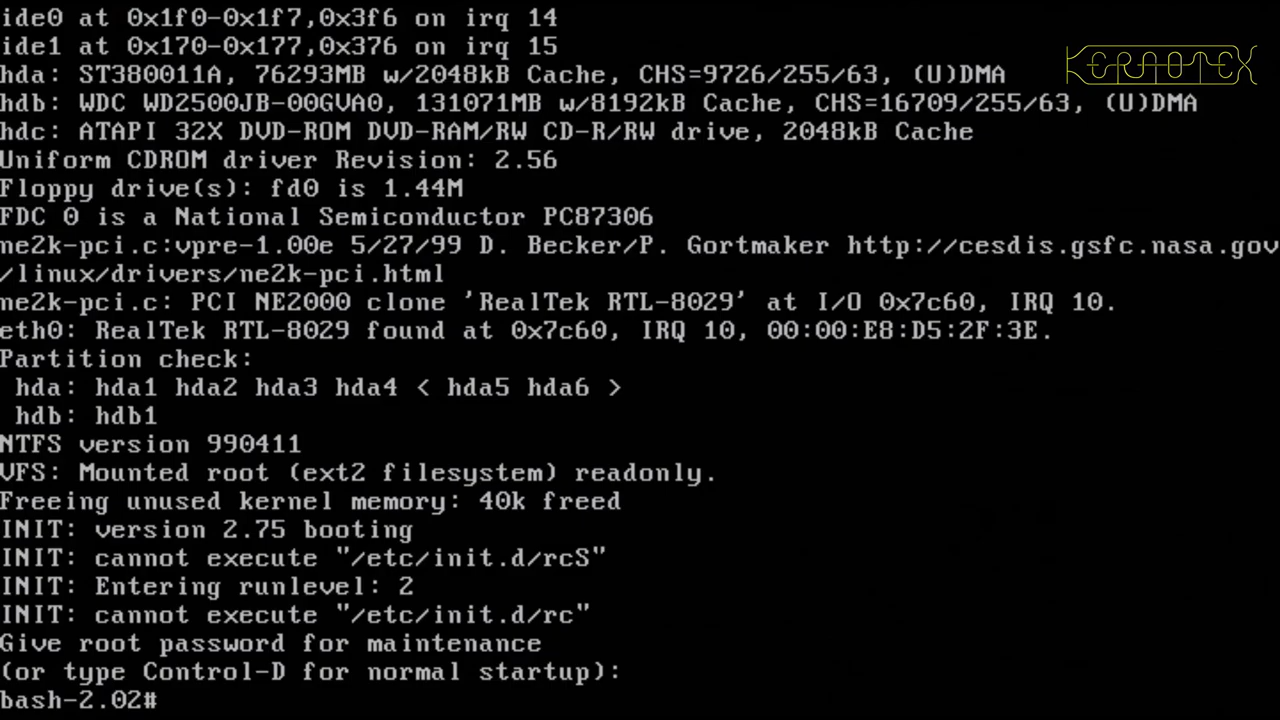 ide0 at 0x1f0-0x1f7,0x3f6 on irq 14
ide1 at 0x170-0x177,0x376 on irq 15
hda: ST380011A, 76293MB w/2048kB Cache, CHS=9726/255/63, (U)DMA
hdb: WDC WD2500JB-00GVA0, 131071MB w/8192kB Cache, CHS=16709/255/63, (U)DMA
hdc: ATAPI 32X DVD-ROM DVD-RAM/RW CD-R/RW drive, 2048kB Cache
Uniform CDROM driver Revision: 2.56
Floppy drive(s): fd0 is 1.44M
FDC 0 is a National Semiconductor PC87306
ne2k-pci.c:vpre-1.00e 5/27/99 D. Becker/P. Gortmaker http://cesdis.gsfc.nasa.gov
/linux/drivers/ne2k-pci.html
ne2k-pci.c: PCI NE2000 clone 'RealTek RTL-8029' at I/O 0x7c60, IRQ 10.
eth0: RealTek RTL-8029 found at 0x7c60, IRQ 10, 00:00:E8:D5:2F:3E.
Partition check:
 hda: hda1 hda2 hda3 hda4 < hda5 hda6 >
 hdb: hdb1
NTFS version 990411
VFS: Mounted root (ext2 filesystem) readonly.
Freeing unused kernel memory: 40k freed
INIT: version 2.75 booting
INIT: cannot execute "/etc/init.d/rcS"
INIT: Entering runlevel: 2
INIT: cannot execute "/etc/init.d/rc"
Give root password for maintenance
(or type Control-D for normal startup):
bash-2.02#